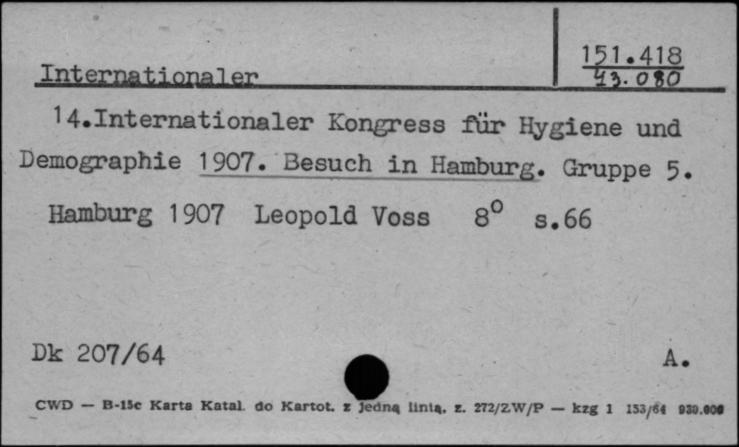 151.418
43.080
Internationaler
14.Internationaler Kongress für Hygiene und
Demographie 1907. Besuch in Hamburg. Gruppe 5.
Hamburg 1907 Leopold Voss 8⁰ s.66
Dk 207/64 A.
CWD — B-15c Karta Katal. do Kartot. z jedną linią. z. 272/ZW/P — kzg 1 153/64 930.000